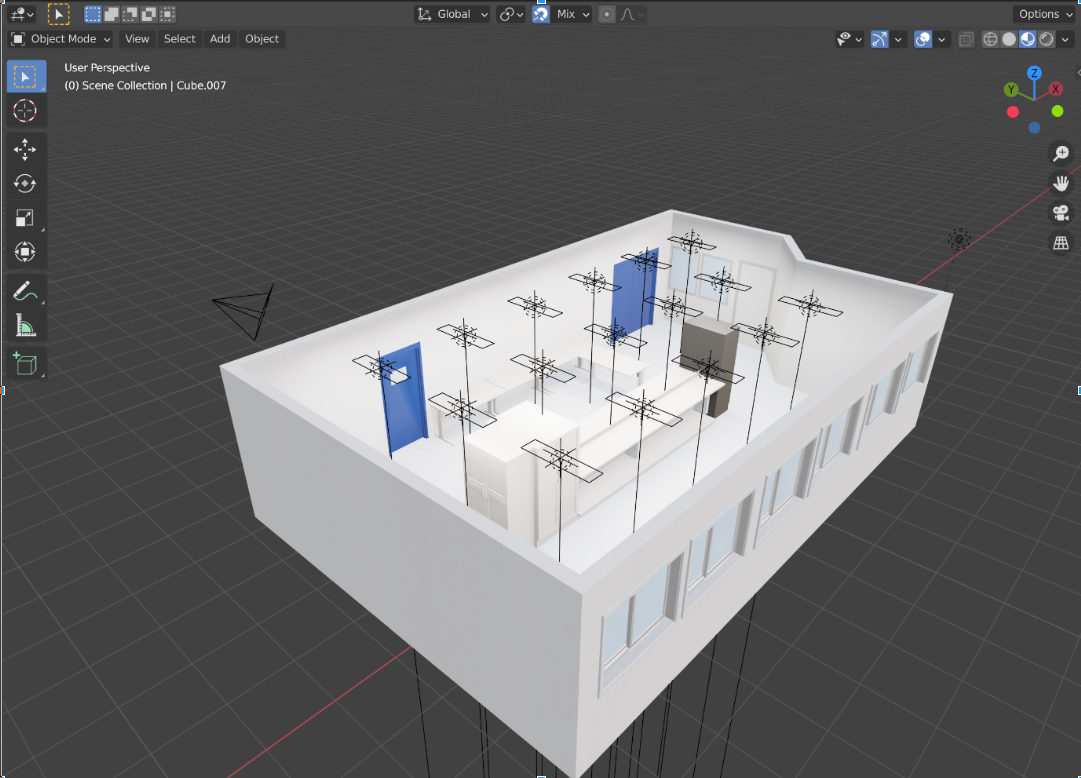 Global
Mix
Options
Object Mode
View
Select
Add
Object
User Perspective
(0) Scene Collection | Cube.007
Z
Y
X